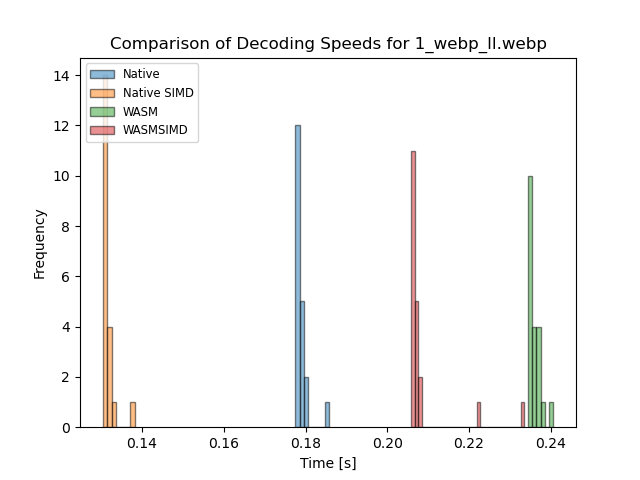 Comparison of Decoding Speeds for 1_webp_ll.webp
Native
Native SIMD
WASM
WASMSIMD
Frequency
14
12
10
8
6
4
2
0
0.14 0.16 0.18 0.20 0.22 0.24
Time [s]